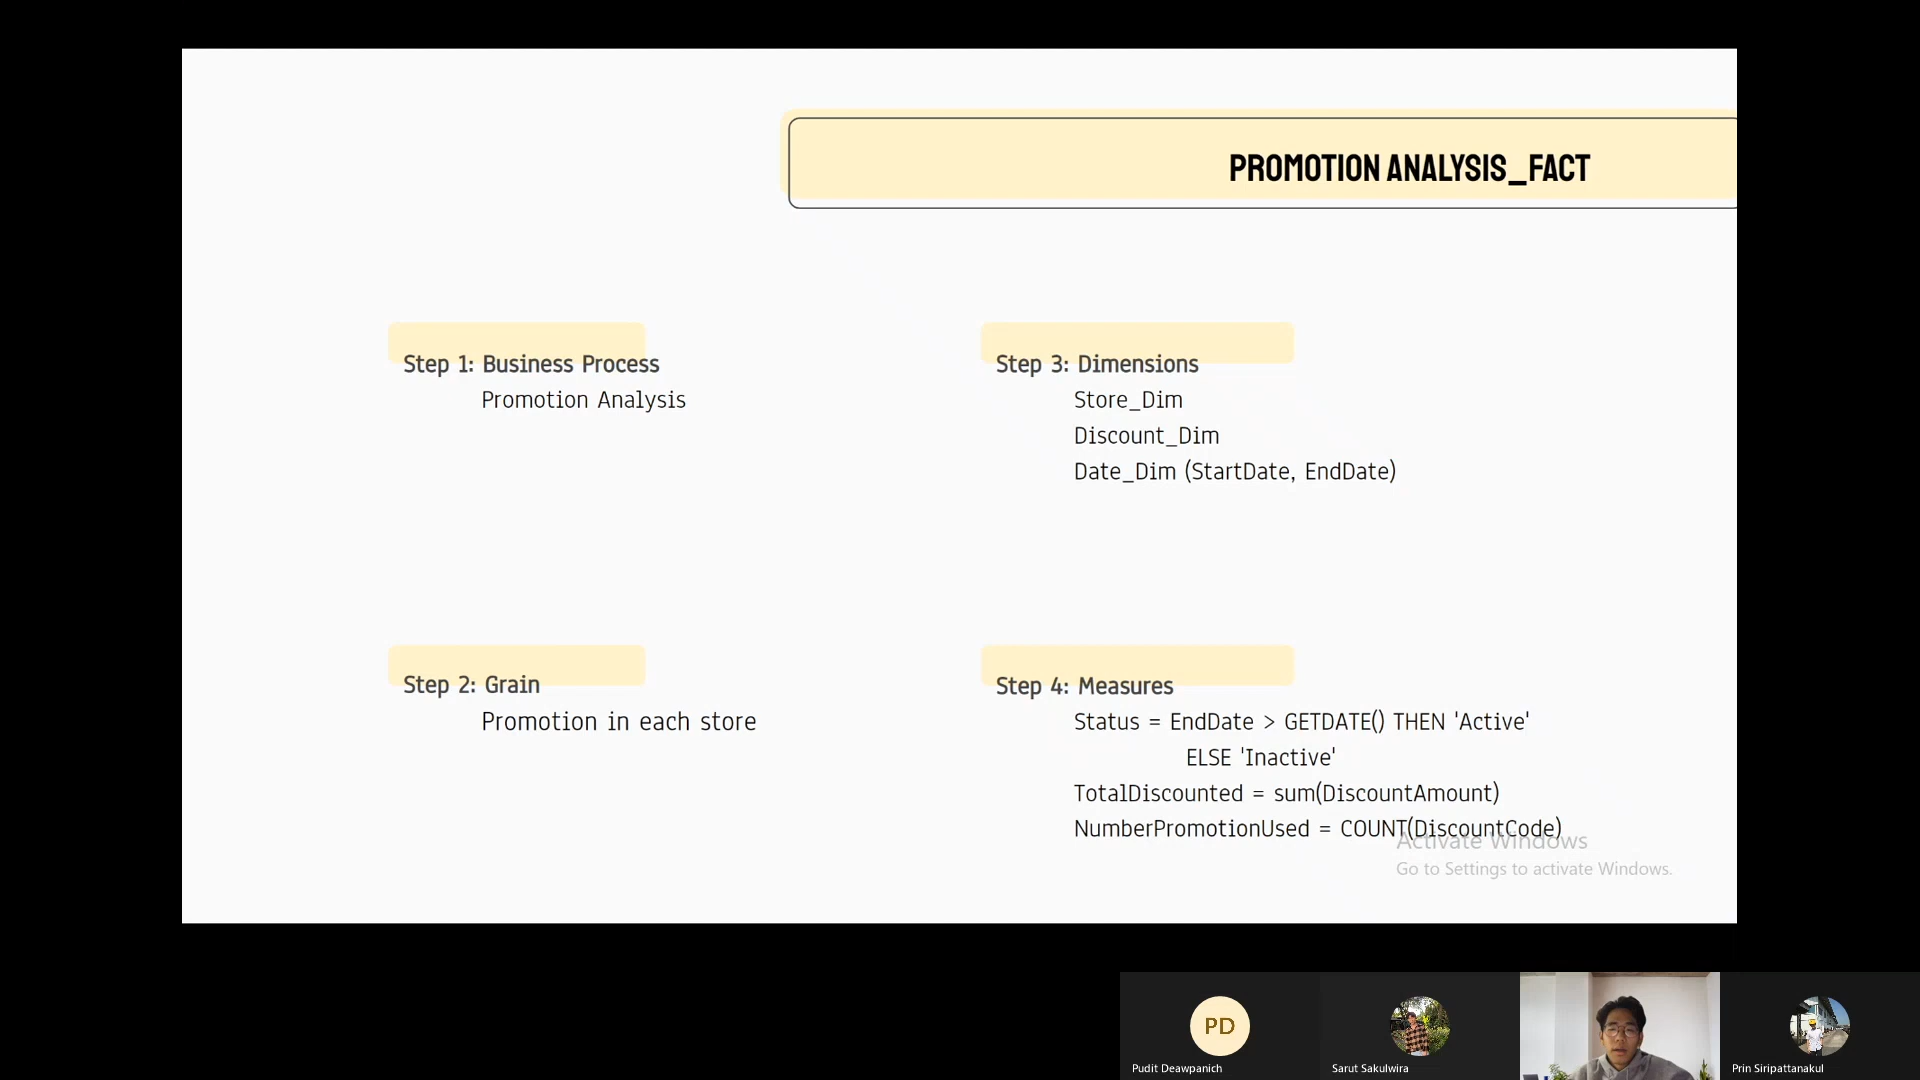 PROMOTION ANALYSIS_FACT
Step 1: Business Process
Promotion Analysis
Step 2: Grain
Promotion in each store
Step 3: Dimensions
Store_Dim
Discount_Dim
Date_Dim (StartDate, EndDate)
Step 4: Measures
Status = EndDate > GETDATE() THEN 'Active'
ELSE 'Inactive'
TotalDiscounted = sum(DiscountAmount)
NumberPromotionUsed = COUNT(DiscountCode)
Activate Windows
Go to Settings to activate Windows.
PD
Pudit Deawpanich
Sarut Sakulwira
Prin Siripattanakul